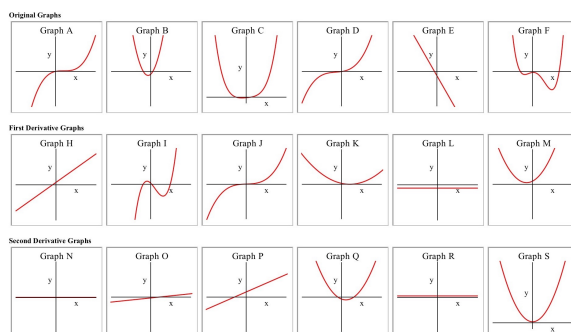 Original Graphs
Graph A Graph B Graph C Graph D Graph E Graph F
y y y y y y
x x x x x x
First Derivative Graphs
Graph H Graph I Graph J Graph K Graph L Graph M
y y y y y y
x x x x x x
Second Derivative Graphs
Graph N Graph O Graph P Graph Q Graph R Graph S
y y y y y y
x x x x x x